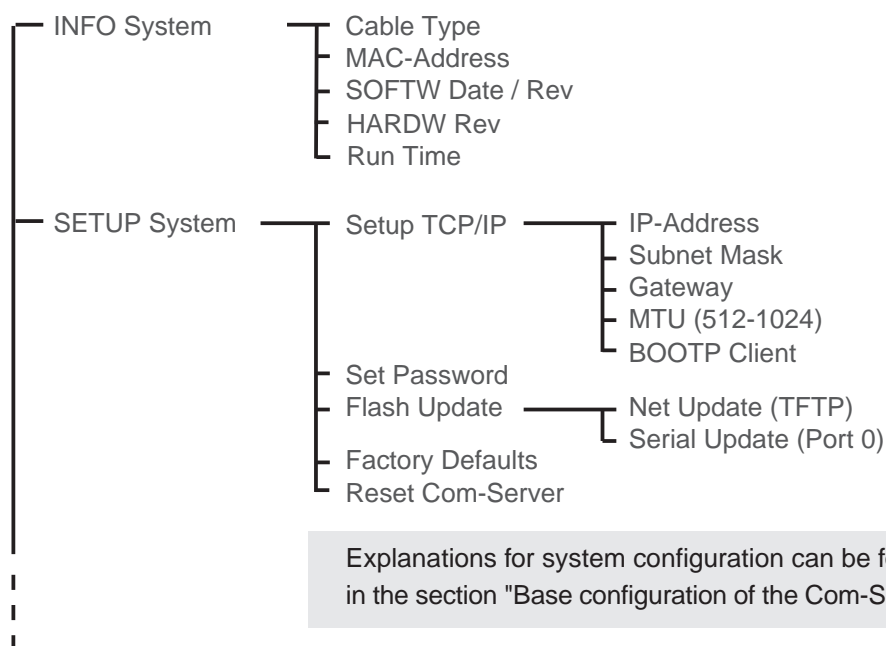 INFO System
Cable Type
MAC-Address
SOFTW Date / Rev
HARDW Rev
Run Time
SETUP System
Setup TCP/IP
IP-Address
Subnet Mask
Gateway
MTU (512-1024)
BOOTP Client
Set Password
Flash Update
Net Update (TFTP)
Serial Update (Port 0)
Factory Defaults
Reset Com-Server
Explanations for system configuration can be
in the section "Base configuration of the